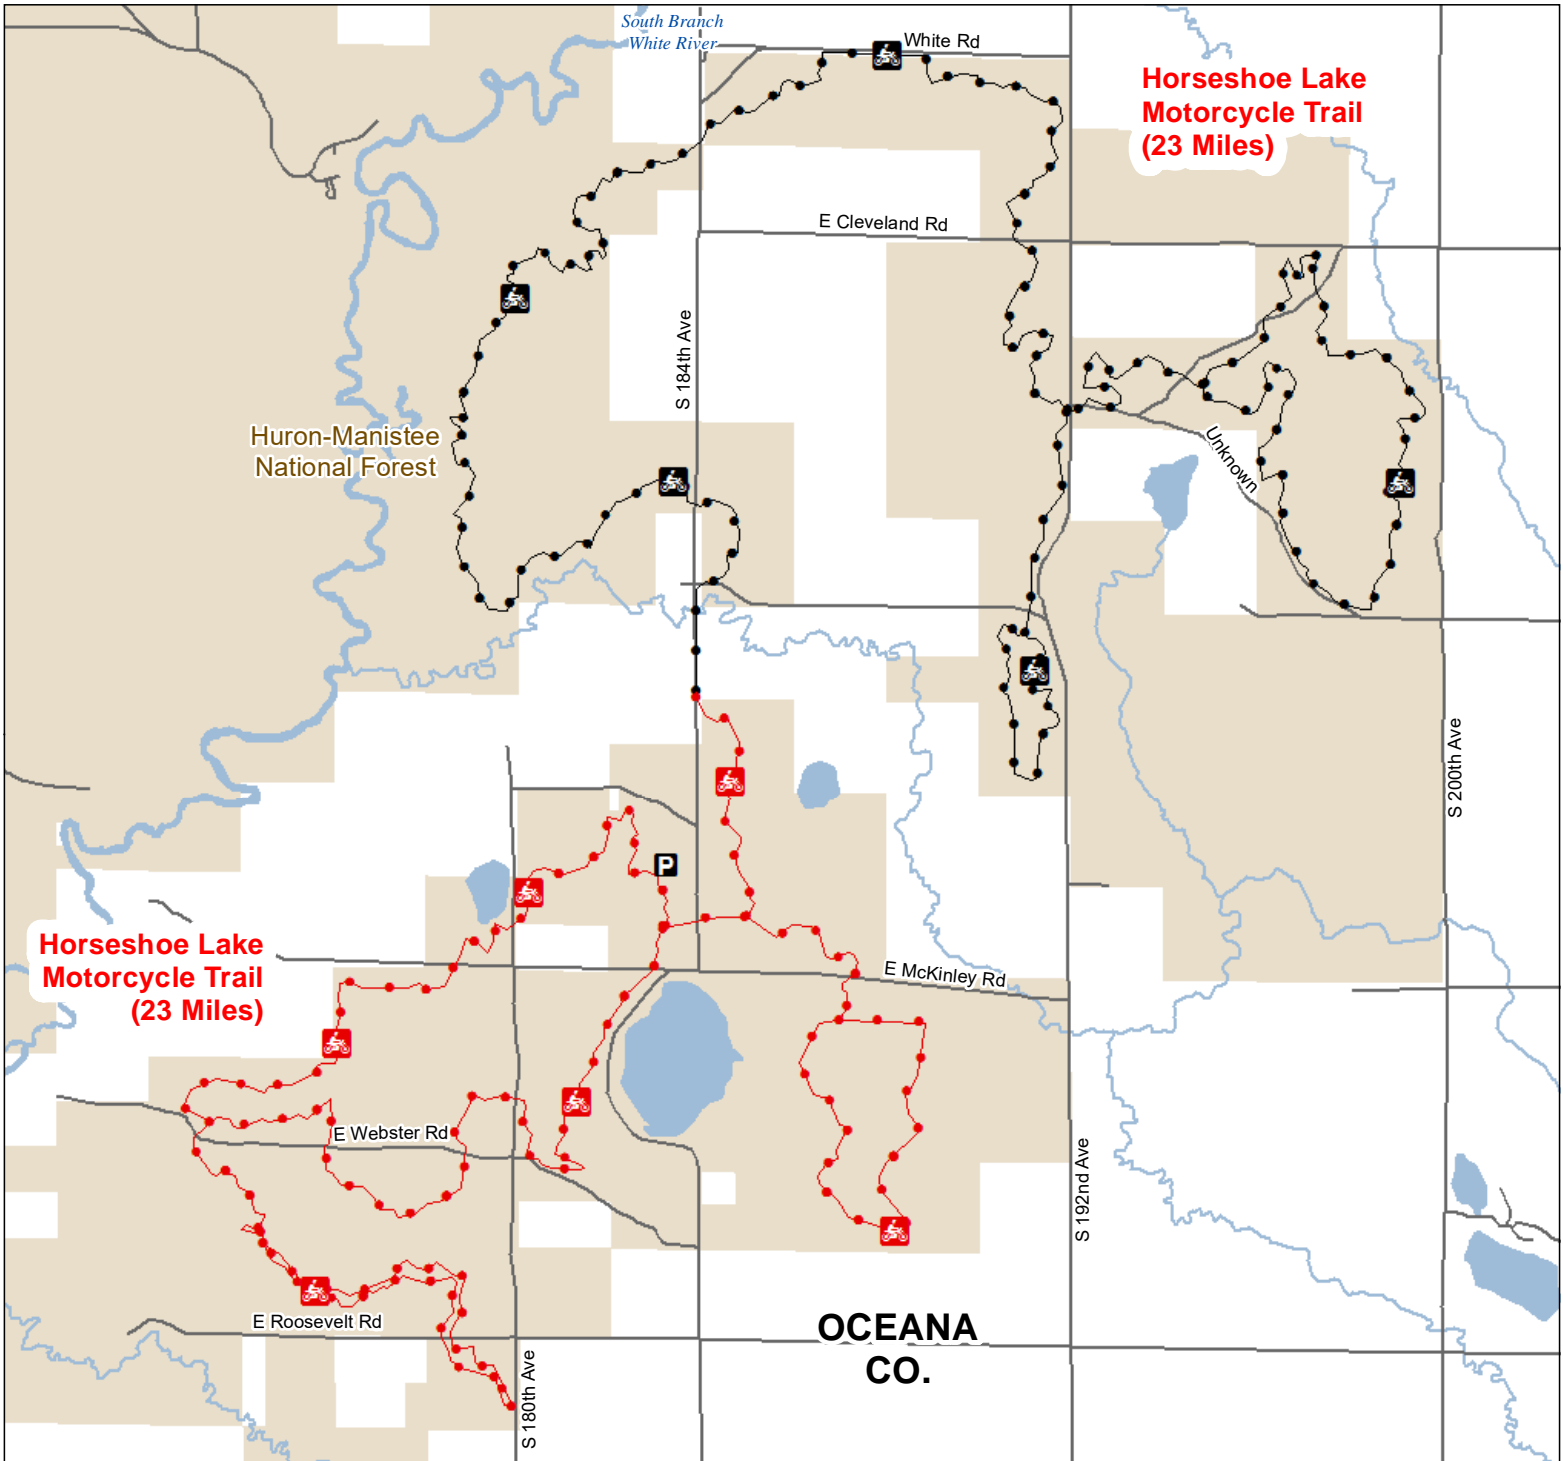 South Branch
White River
White Rd
Horseshoe Lake
Motorcycle Trail
(23 Miles)
E Cleveland Rd
S 184th Ave
Huron-Manistee
National Forest
Unknown
S 200th Ave
P
Horseshoe Lake
Motorcycle Trail
(23 Miles)
E McKinley Rd
E Webster Rd
S 192nd Ave
E Roosevelt Rd
OCEANA
CO.
S 180th Ave